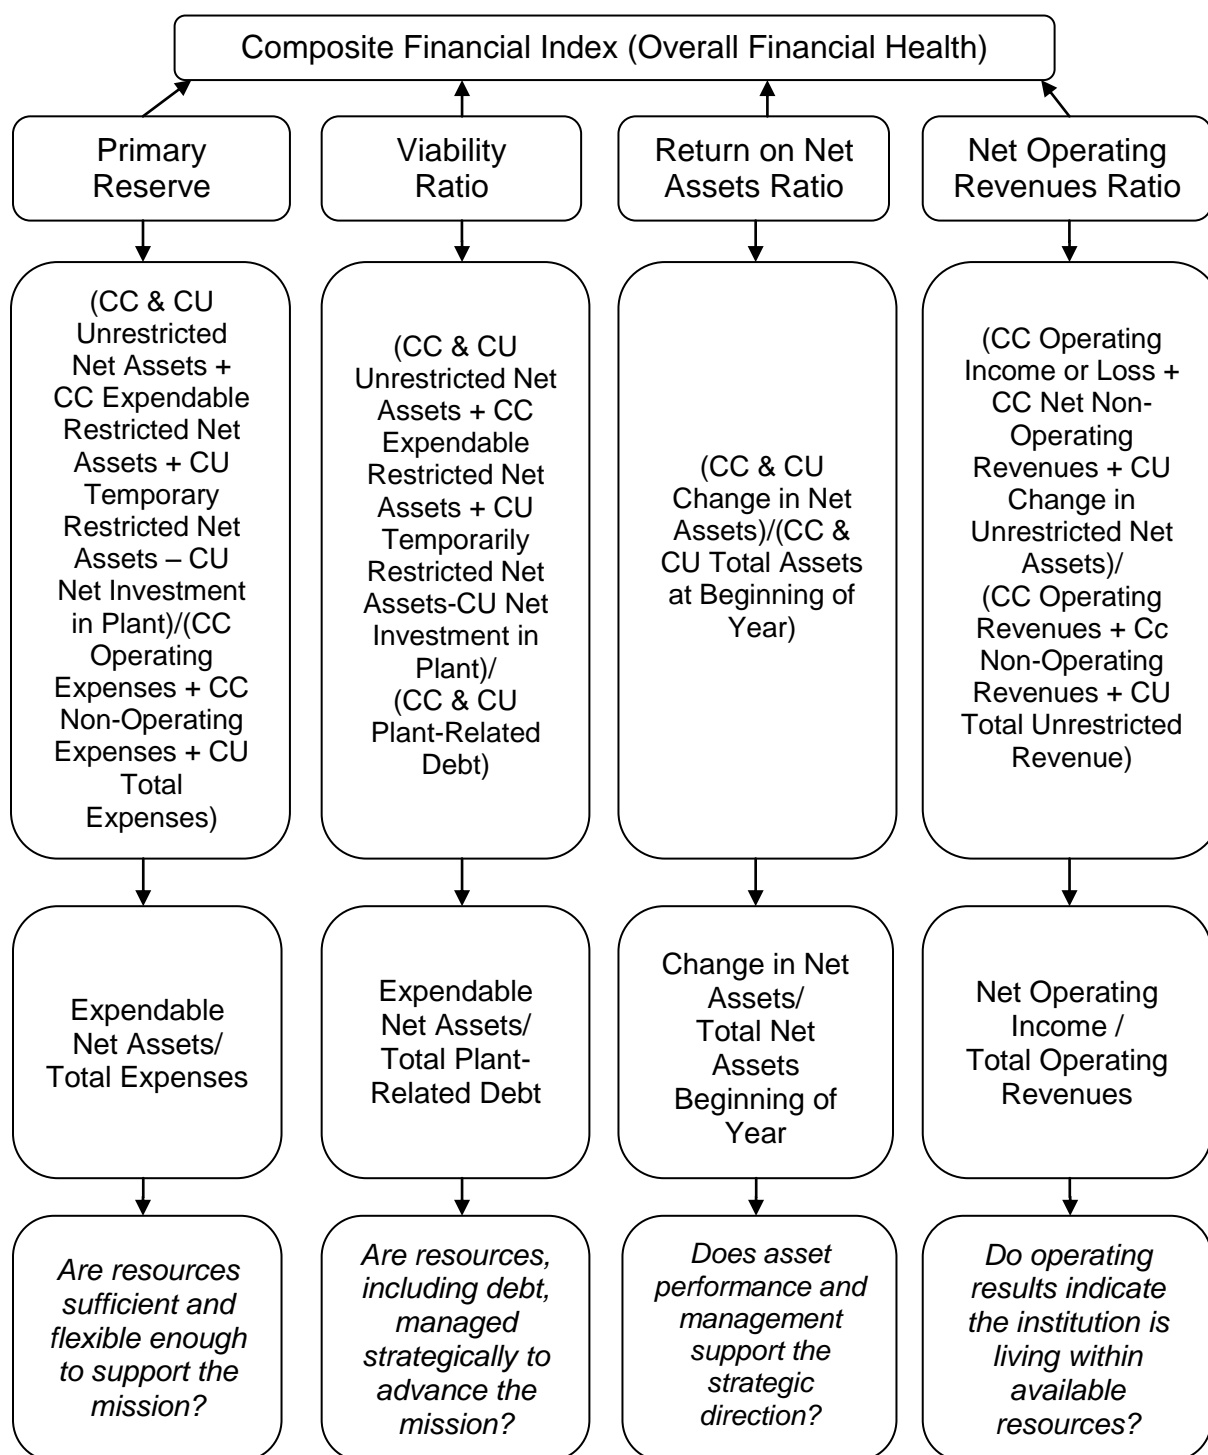 Composite Financial Index (Overall Financial Health)
Primary
Reserve
Viability
Ratio
Return on Net
Assets Ratio
Net Operating
Revenues Ratio
(CC & CU
Unrestricted
Net Assets +
CC Expendable
Restricted Net
Assets + CU
Temporary
Restricted Net
Assets – CU
Net Investment
in Plant)/(CC
Operating
Expenses + CC
Non-Operating
Expenses + CU
Total
Expenses)
(CC & CU
Unrestricted Net
Assets + CC
Expendable
Restricted Net
Assets + CU
Temporarily
Restricted Net
Assets-CU Net
Investment in
Plant)/
(CC & CU
Plant-Related
Debt)
(CC & CU
Change in Net
Assets)/(CC &
CU Total Assets
at Beginning of
Year)
(CC Operating
Income or Loss +
CC Net Non-
Operating
Revenues + CU
Change in
Unrestricted Net
Assets)/
(CC Operating
Revenues + Cc
Non-Operating
Revenues + CU
Total Unrestricted
Revenue)
Expendable
Net Assets/
Total Expenses
Expendable
Net Assets/
Total Plant-
Related Debt
Change in Net
Assets/
Total Net
Assets
Beginning of
Year
Net Operating
Income /
Total Operating
Revenues
Are resources
sufficient and
flexible enough
to support the
mission?
Are resources,
including debt,
managed
strategically to
advance the
mission?
Does asset
performance and
management
support the
strategic
direction?
Do operating
results indicate
the institution is
living within
available
resources?